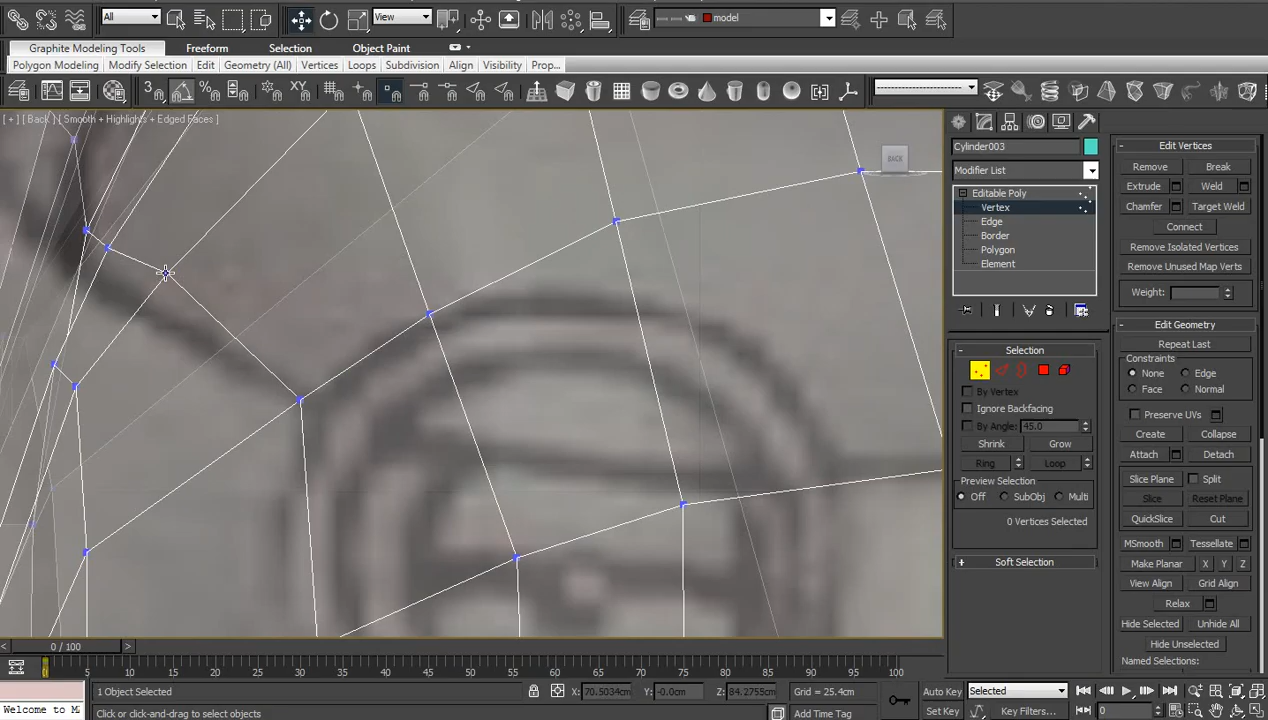 All
View
model
Graphite Modeling Tools Freeform Selection Object Paint
Polygon Modeling Modify Selection Edit Geometry (All) Vertices Loops Subdivision Align Visibility Prop...
3 % XY
[ + ] [ Back ] [ Smooth + Highlights + Edged Faces ]
BACK
Cylinder003
Modifier List
Editable Poly
Vertex
Edge
Border
Polygon
Element
Selection
By Vertex
Ignore Backfacing
By Angle: 45.0
Shrink Grow
Ring Loop
Preview Selection
Off SubObj Multi
0 Vertices Selected
Soft Selection
Edit Vertices
Remove Break
Extrude Weld
Chamfer Target Weld
Connect
Remove Isolated Vertices
Remove Unused Map Verts
Weight:
Edit Geometry
Repeat Last
Constraints
None Edge
Face Normal
Preserve UVs
Create Collapse
Attach Detach
Slice Plane Split
Slice Reset Plane
QuickSlice Cut
MSmooth Tessellate
Make Planar X Y Z
View Align Grid Align
Relax
Hide Selected Unhide All
Hide Unselected
Named Selections:
< 0 / 100 >
0 5 10 15 20 25 30 35 40 45 50 55 60 65 70 75 80 85 90 95 100
1 Object Selected X: 70.5034cm Y: -0.0cm Z: 84.2755cm Grid = 25.4cm Auto Key Selected
Welcome to M Click or click-and-drag to select objects Add Time Tag Set Key Key Filters... 0